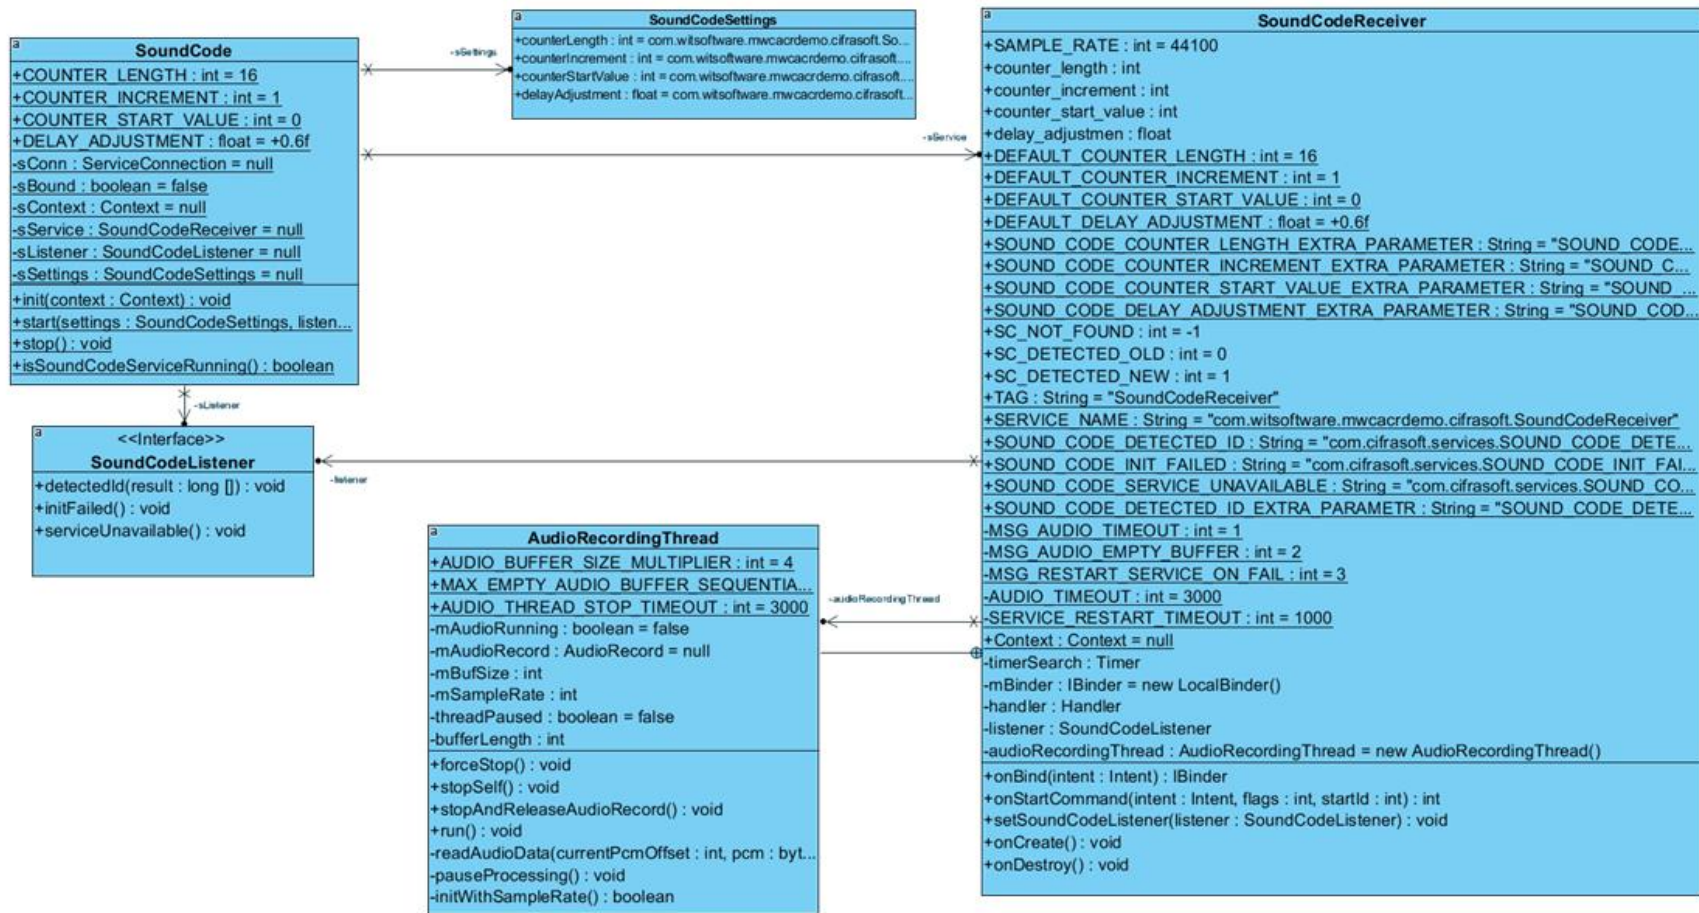 a
SoundCode
+COUNTER_LENGTH : int = 16
+COUNTER_INCREMENT : int = 1
+COUNTER_START_VALUE : int = 0
+DELAY_ADJUSTMENT : float = +0.6f
-sConn : ServiceConnection = null
-sBound : boolean = false
-sContext : Context = null
-sService : SoundCodeReceiver = null
-sListener : SoundCodeListener = null
-sSettings : SoundCodeSettings = null
+init(context : Context) : void
+start(settings : SoundCodeSettings, listen...
+stop() : void
+isSoundCodeServiceRunning() : boolean
-sSettings
a
SoundCodeSettings
+counterLength : int = com.witsoftware.mwcacrdemo.cifrasoft.So...
+counterIncrement : int = com.witsoftware.mwcacrdemo.cifrasoft....
+counterStartValue : int = com.witsoftware.mwcacrdemo.cifrasoft....
+delayAdjustment : float = com.witsoftware.mwcacrdemo.cifrasoft...
-sService
-sListener
a
<<Interface>>
SoundCodeListener
+detectedId(result : long []) : void
+initFailed() : void
+serviceUnavailable() : void
-listener
a
AudioRecordingThread
+AUDIO_BUFFER_SIZE_MULTIPLIER : int = 4
+MAX_EMPTY_AUDIO_BUFFER_SEQUENTIA...
+AUDIO_THREAD_STOP_TIMEOUT : int = 3000
-mAudioRunning : boolean = false
-mAudioRecord : AudioRecord = null
-mBufSize : int
-mSampleRate : int
-threadPaused : boolean = false
-bufferLength : int
+forceStop() : void
+stopSelf() : void
+stopAndReleaseAudioRecord() : void
+run() : void
-readAudioData(currentPcmOffset : int, pcm : byt...
-pauseProcessing() : void
-initWithSampleRate() : boolean
-audioRecordingThread
a
SoundCodeReceiver
+SAMPLE_RATE : int = 44100
+counter_length : int
+counter_increment : int
+counter_start_value : int
+delay_adjustmen : float
+DEFAULT_COUNTER_LENGTH : int = 16
+DEFAULT_COUNTER_INCREMENT : int = 1
+DEFAULT_COUNTER_START_VALUE : int = 0
+DEFAULT_DELAY_ADJUSTMENT : float = +0.6f
+SOUND_CODE_COUNTER_LENGTH_EXTRA_PARAMETER : String = "SOUND_CODE...
+SOUND_CODE_COUNTER_INCREMENT_EXTRA_PARAMETER : String = "SOUND_C...
+SOUND_CODE_COUNTER_START_VALUE_EXTRA_PARAMETER : String = "SOUND_...
+SOUND_CODE_DELAY_ADJUSTMENT_EXTRA_PARAMETER : String = "SOUND_COD...
+SC_NOT_FOUND : int = -1
+SC_DETECTED_OLD : int = 0
+SC_DETECTED_NEW : int = 1
+TAG : String = "SoundCodeReceiver"
+SERVICE_NAME : String = "com.witsoftware.mwcacrdemo.cifrasoft.SoundCodeReceiver"
+SOUND_CODE_DETECTED_ID : String = "com.cifrasoft.services.SOUND_CODE_DETE...
+SOUND_CODE_INIT_FAILED : String = "com.cifrasoft.services.SOUND_CODE_INIT_FAI...
+SOUND_CODE_SERVICE_UNAVAILABLE : String = "com.cifrasoft.services.SOUND_CO...
+SOUND_CODE_DETECTED_ID_EXTRA_PARAMETR : String = "SOUND_CODE_DETE...
-MSG_AUDIO_TIMEOUT : int = 1
-MSG_AUDIO_EMPTY_BUFFER : int = 2
-MSG_RESTART_SERVICE_ON_FAIL : int = 3
-AUDIO_TIMEOUT : int = 3000
-SERVICE_RESTART_TIMEOUT : int = 1000
+Context : Context = null
-timerSearch : Timer
-mBinder : IBinder = new LocalBinder()
-handler : Handler
-listener : SoundCodeListener
-audioRecordingThread : AudioRecordingThread = new AudioRecordingThread()
+onBind(intent : Intent) : IBinder
+onStartCommand(intent : Intent, flags : int, startId : int) : int
+setSoundCodeListener(listener : SoundCodeListener) : void
+onCreate() : void
+onDestroy() : void